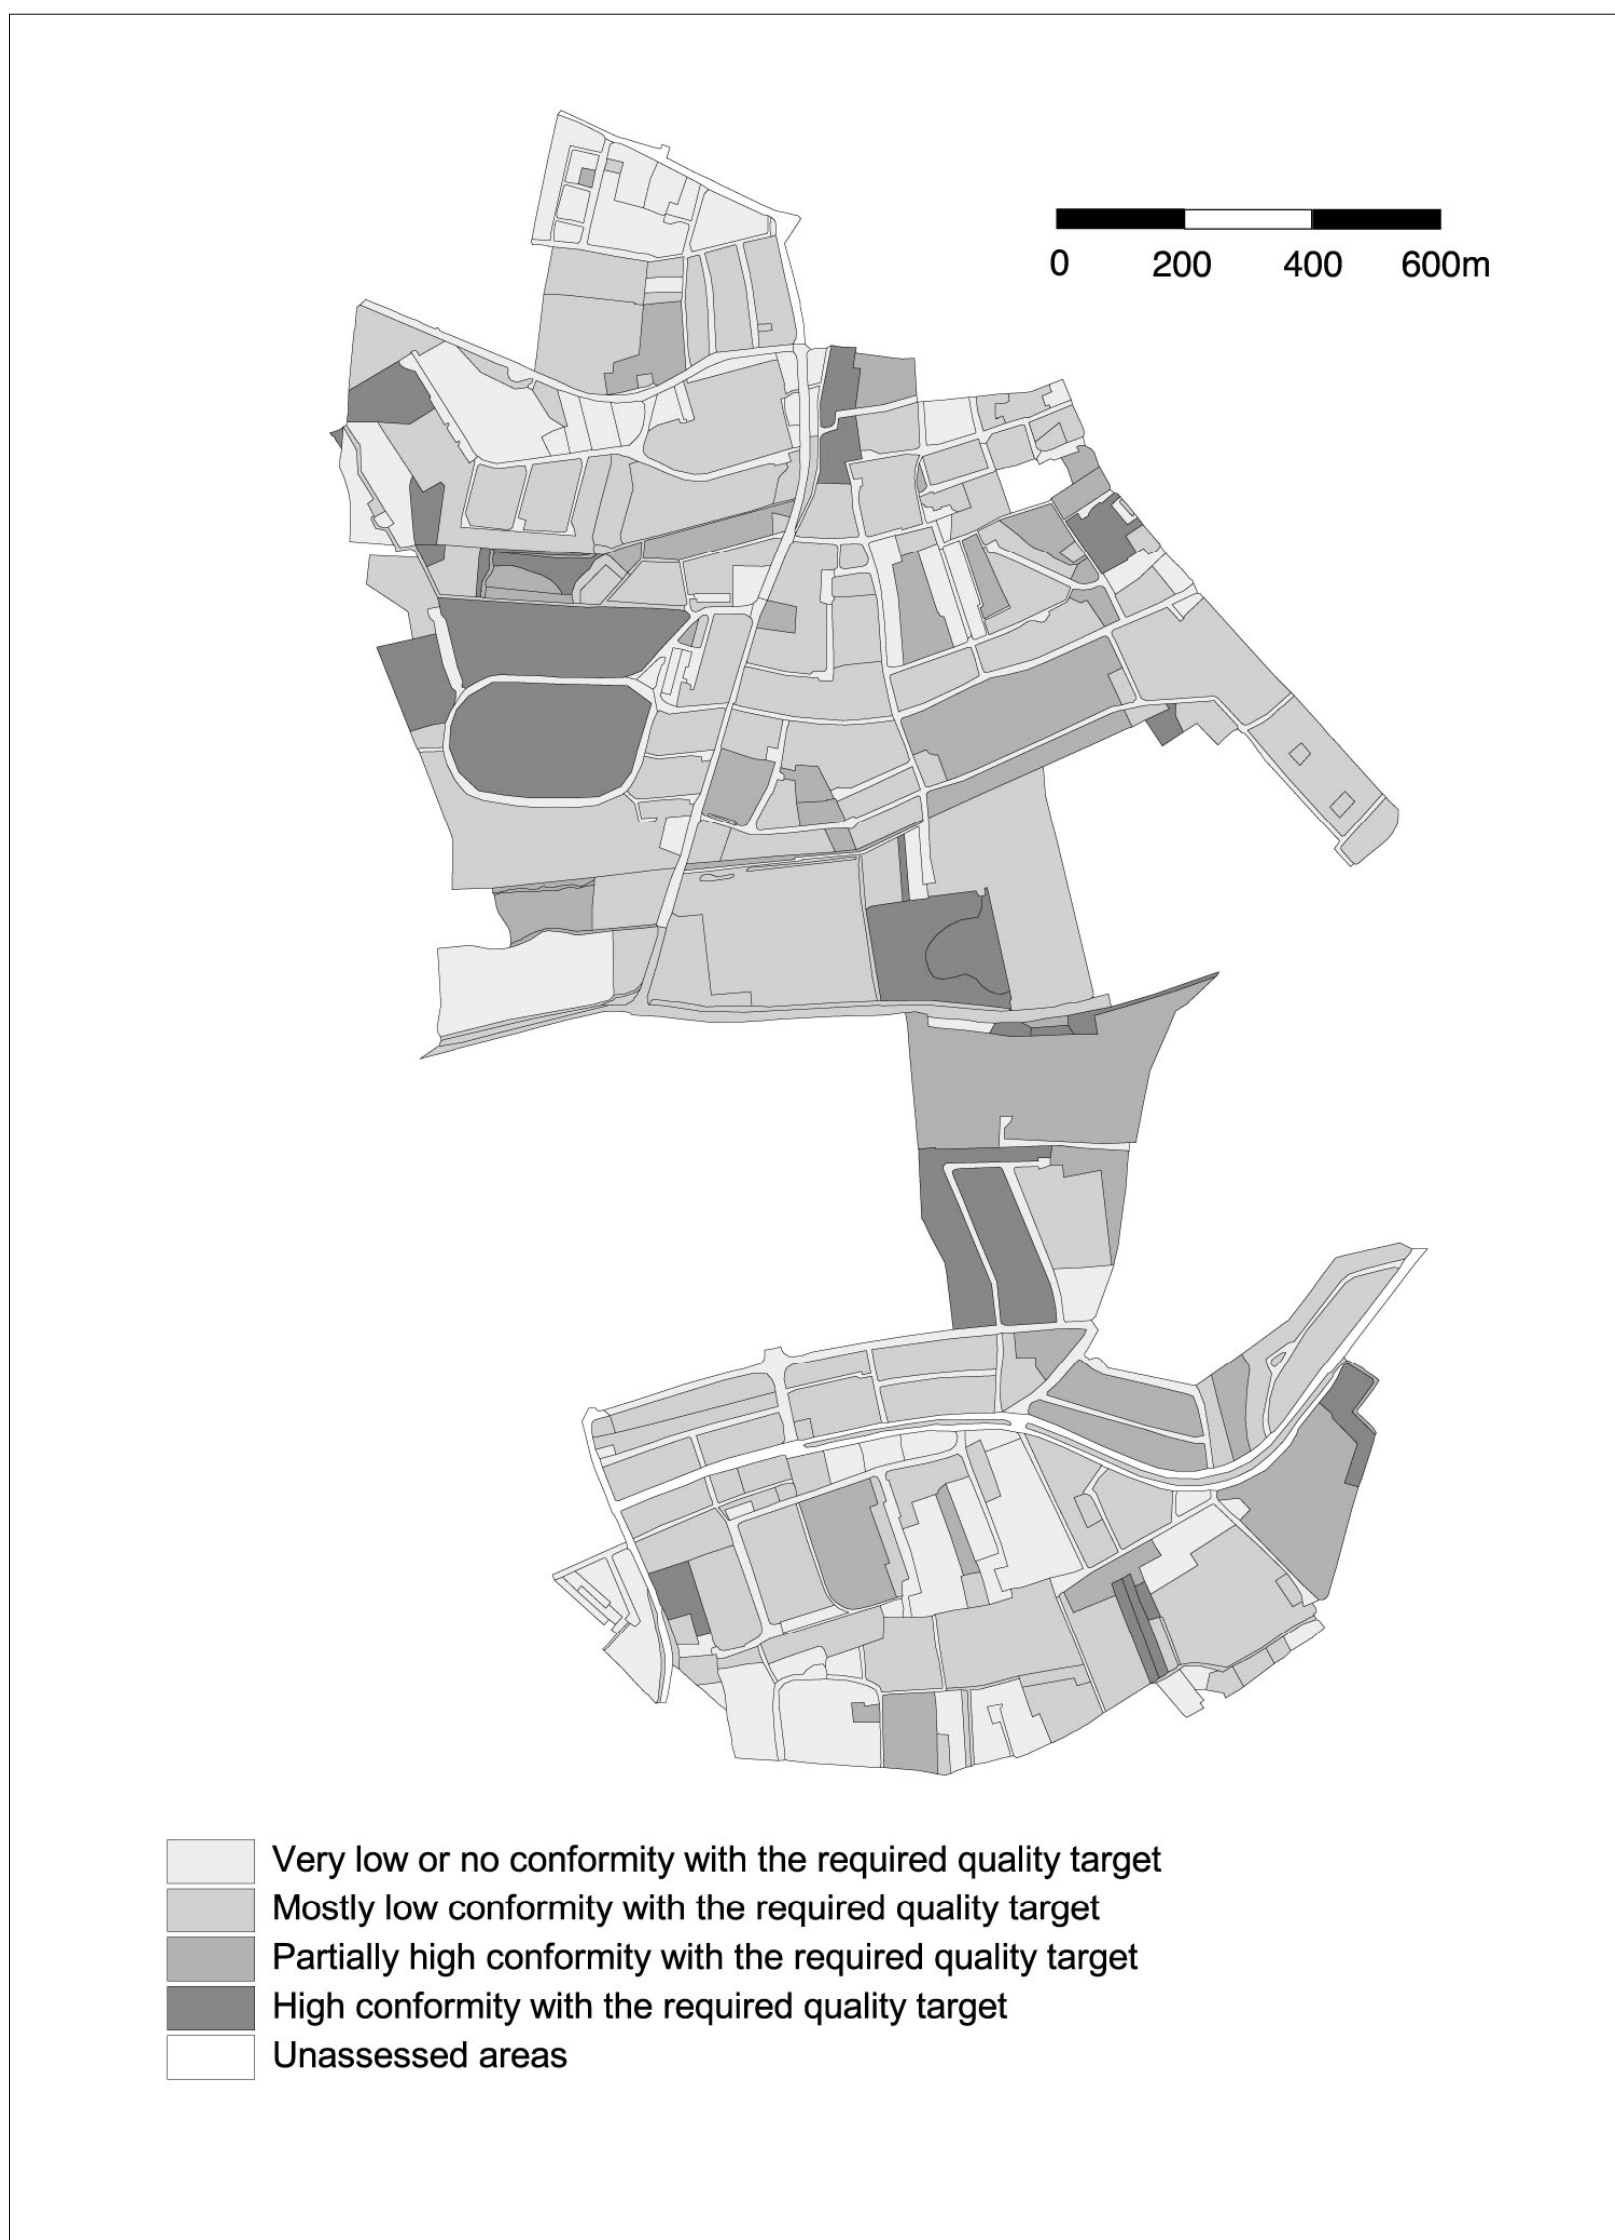 0 200 400 600m
Very low or no conformity with the required quality target
Mostly low conformity with the required quality target
Partially high conformity with the required quality target
High conformity with the required quality target
Unassessed areas